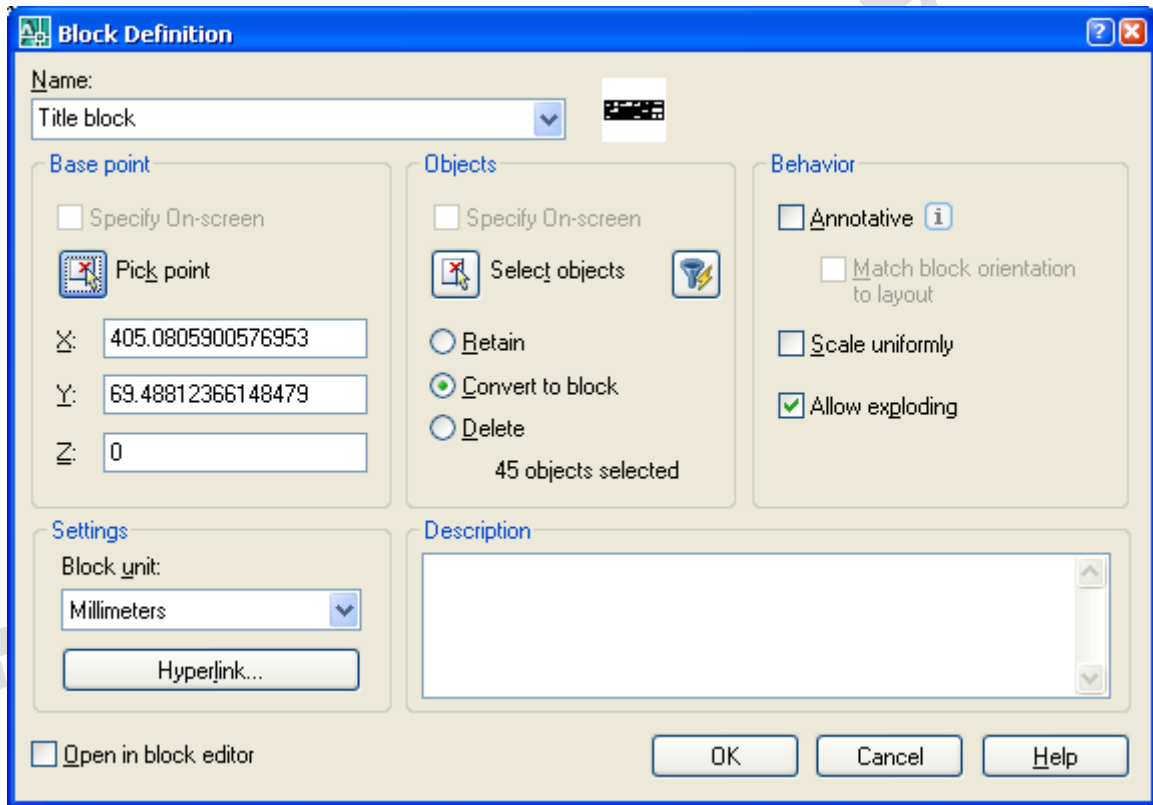 Block Definition
Name:
Title block
Base point
Specify On-screen
Pick point
X: 405.0805900576953
Y: 69.48812366148479
Z: 0
Objects
Specify On-screen
Select objects
Retain
Convert to block
Delete
45 objects selected
Behavior
Annotative
Match block orientation
to layout
Scale uniformly
Allow exploding
Settings
Block unit:
Millimeters
Hyperlink...
Description
Open in block editor
OK Cancel Help